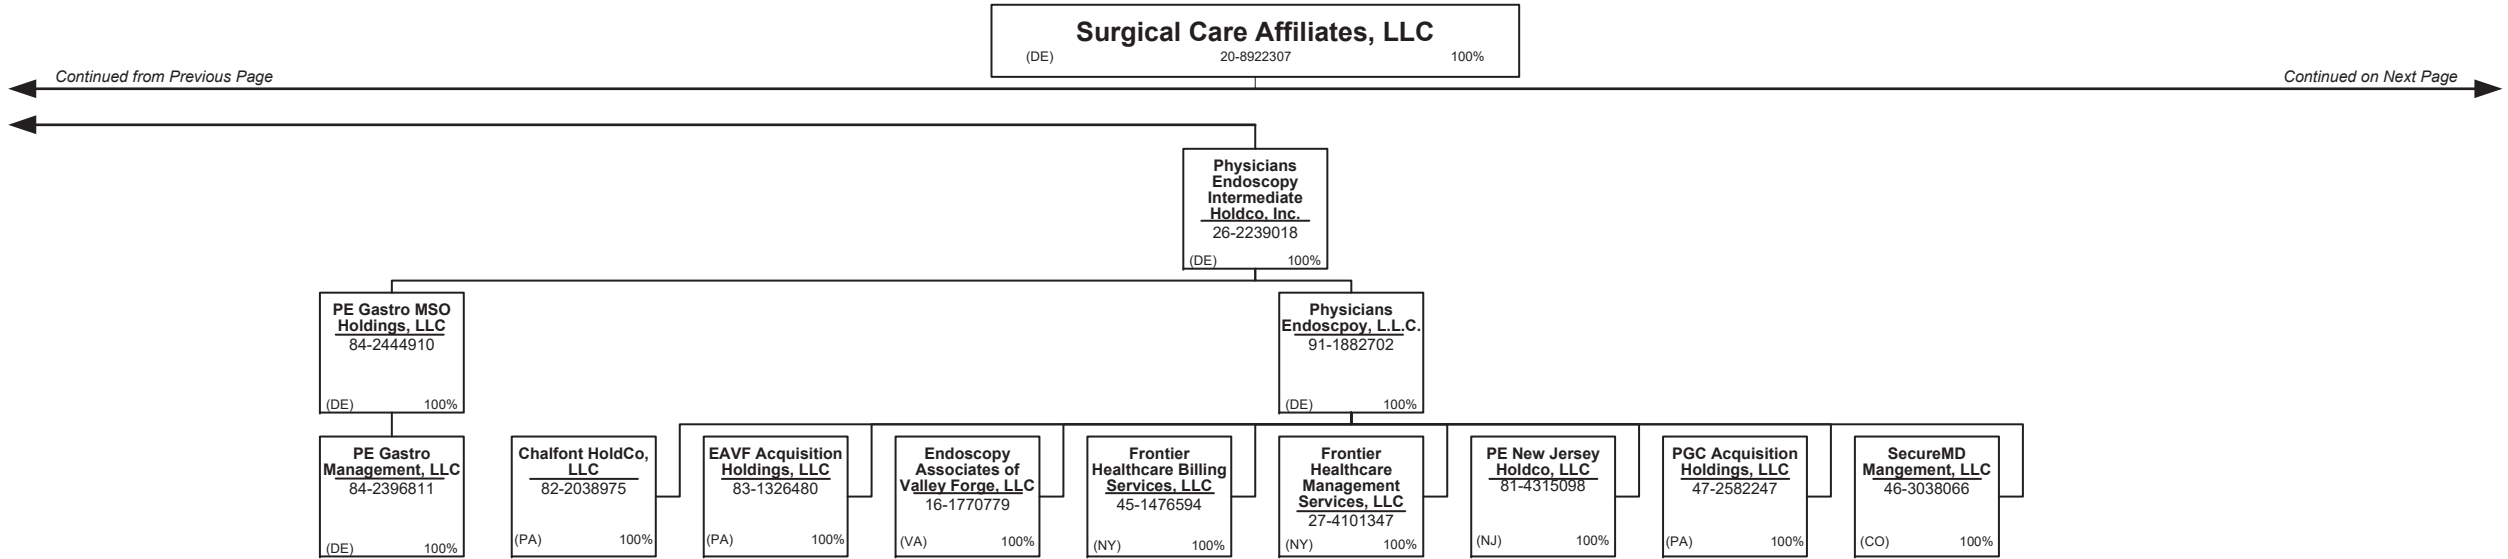 Surgical Care Affiliates, LLC
(DE) 20-8922307 100%
Continued from Previous Page
Continued on Next Page
Physicians
Endoscopy
Intermediate
Holdco, Inc.
26-2239018
(DE) 100%
PE Gastro MSO
Holdings, LLC
84-2444910
(DE) 100%
Physicians
Endoscpoy, L.L.C.
91-1882702
(DE) 100%
PE Gastro
Management, LLC
84-2396811
(DE) 100%
Chalfont HoldCo,
LLC
82-2038975
(PA) 100%
EAVF Acquisition
Holdings, LLC
83-1326480
(PA) 100%
Endoscopy
Associates of
Valley Forge, LLC
16-1770779
(VA) 100%
Frontier
Healthcare Billing
Services, LLC
45-1476594
(NY) 100%
Frontier
Healthcare
Management
Services, LLC
27-4101347
(NY) 100%
PE New Jersey
Holdco, LLC
81-4315098
(NJ) 100%
PGC Acquisition
Holdings, LLC
47-2582247
(PA) 100%
SecureMD
Mangement, LLC
46-3038066
(CO) 100%